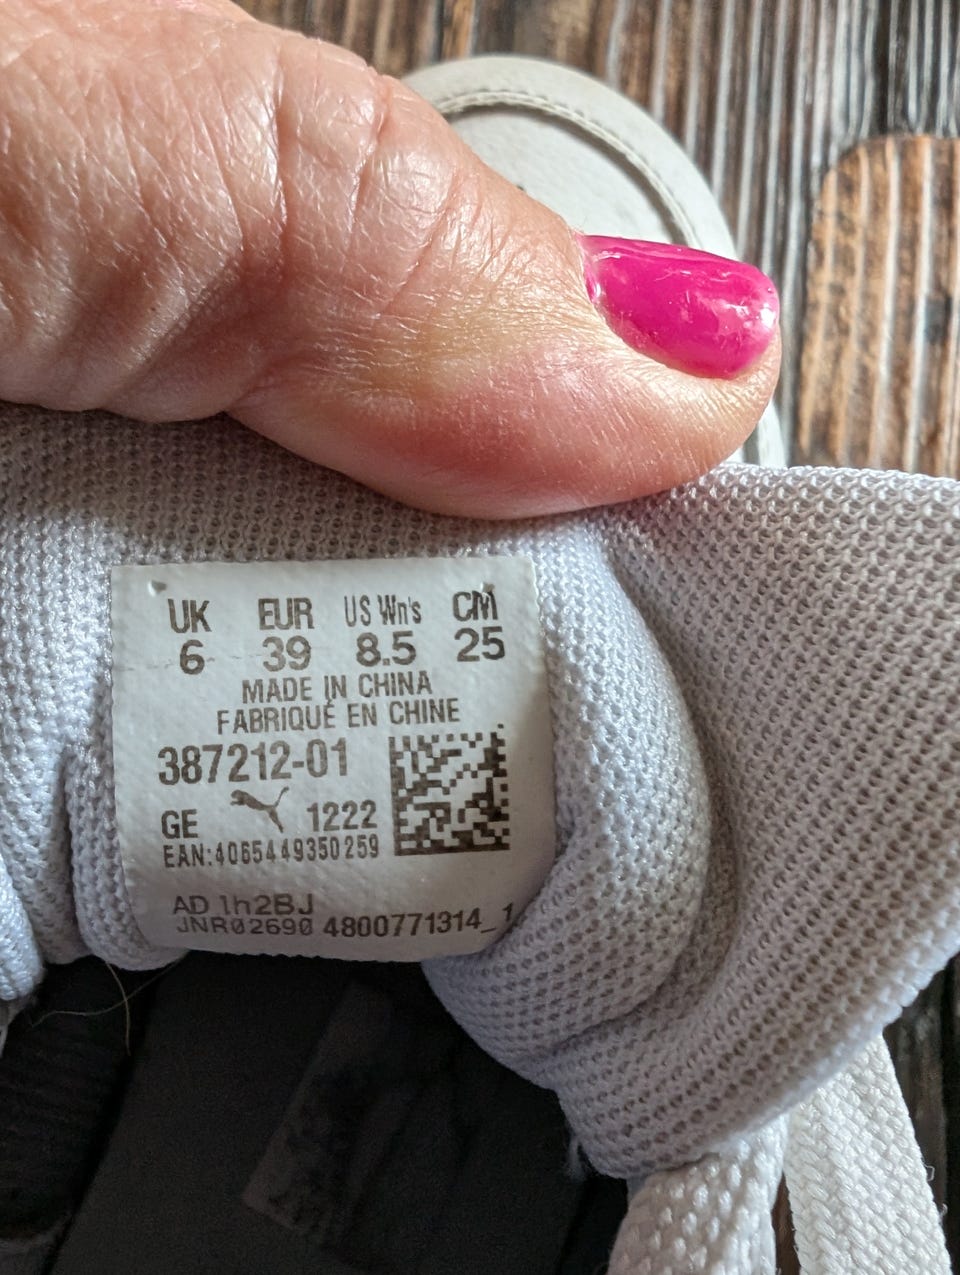 UK EUR US Wn's CM
6 39 8.5 25
MADE IN CHINA
FABRIQUÉ EN CHINE
387212-01
GE 1222
EAN:4065449350259
AD 1h2BJ
JNR02690 4800771314_1